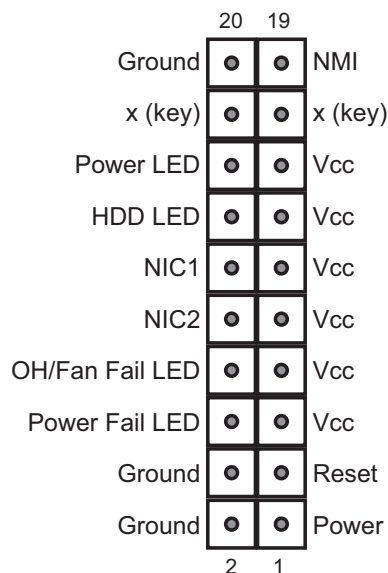 20 19
Ground NMI
x (key) x (key)
Power LED Vcc
HDD LED Vcc
NIC1 Vcc
NIC2 Vcc
OH/Fan Fail LED Vcc
Power Fail LED Vcc
Ground Reset
Ground Power
2 1